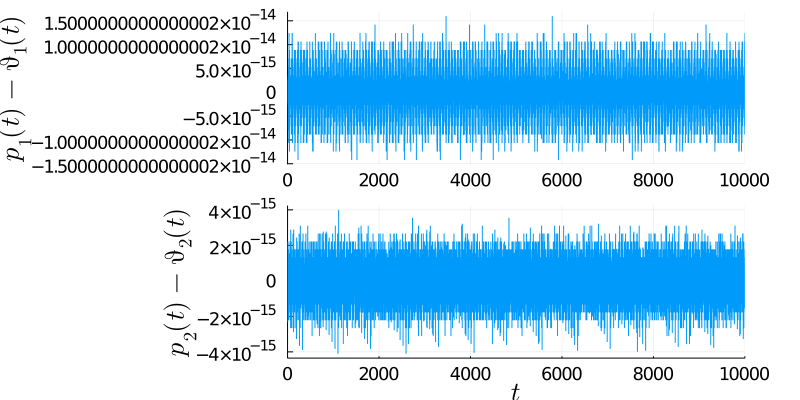 p₁(t) − ϑ₁(t)
1.5000000000000002×10⁻¹⁴
1.0000000000000002×10⁻¹⁴
5.0×10⁻¹⁵
0
−5.0×10⁻¹⁵
−1.0000000000000002×10⁻¹⁴
−1.5000000000000002×10⁻¹⁴
0 2000 4000 6000 8000 10000
p₂(t) − ϑ₂(t)
4×10⁻¹⁵
2×10⁻¹⁵
0
−2×10⁻¹⁵
−4×10⁻¹⁵
0 2000 4000 6000 8000 10000
t